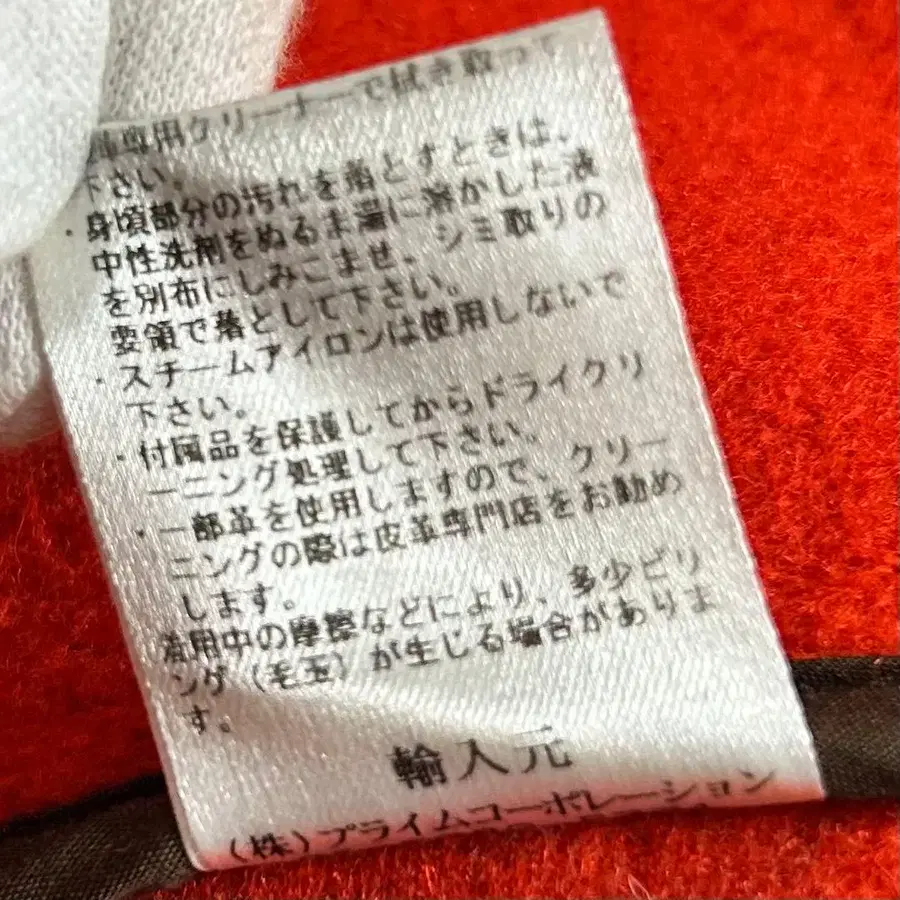 専用クリーナーで拭き取って
下さい。
・身頃部分の汚れを落とすときは、
中性洗剤をぬるま湯に溶かした液
を別布にしみこませ、シミ取りの
要領で落として下さい。
・スチームアイロンは使用しないで
下さい。
・付属品を保護してからドライクリ
ーニング処理して下さい。
・一部革を使用しますので、クリー
ニングの際は皮革専門店をお勧め
します。
着用中の摩擦などにより、多少ピリ
ング(毛玉)が生じる場合がありま
す。
輸入元
(株)プライムコーポレーション